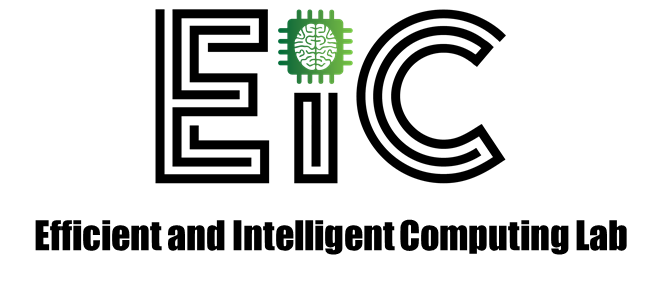 EiC
Efficient and Intelligent Computing Lab